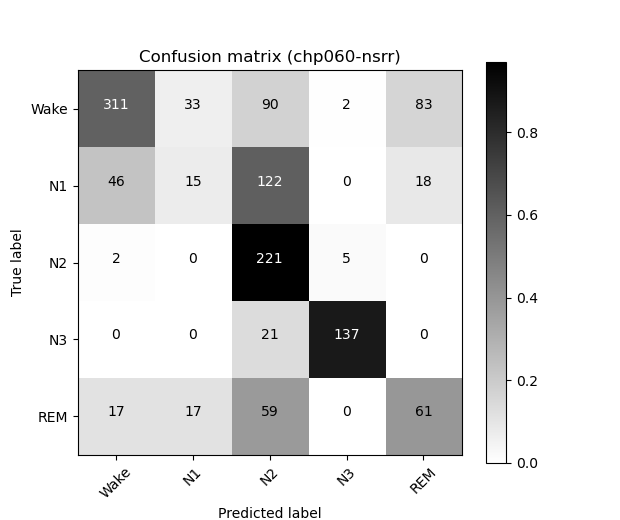 Confusion matrix (chp060-nsrr)
True label
Wake 311 33 90 2 83
N1 46 15 122 0 18
N2 2 0 221 5 0
N3 0 0 21 137 0
REM 17 17 59 0 61
Wake N1 N2 N3 REM
Predicted label
0.8
0.6
0.4
0.2
0.0